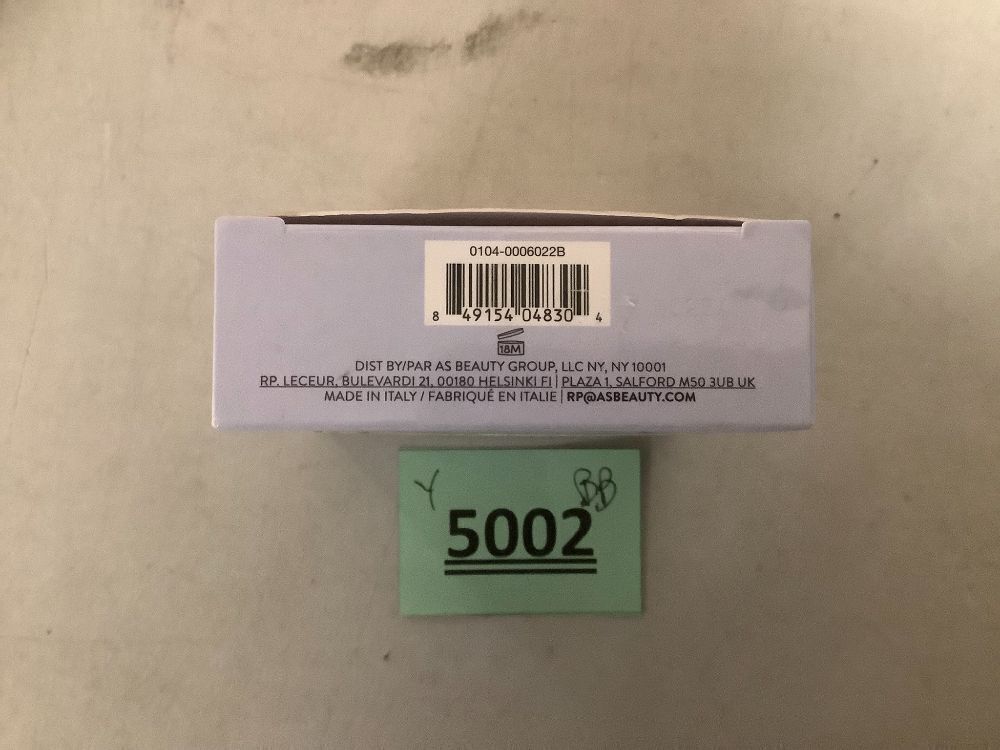 0104-0006022B
8 49154 04830 4
18M
DIST BY/PAR AS BEAUTY GROUP, LLC NY, NY 10001
RP. LECEUR, BULEVARDI 21, 00180 HELSINKI FI | PLAZA 1, SALFORD M50 3UB UK
MADE IN ITALY / FABRIQUÉ EN ITALIE | RP@ASBEAUTY.COM
Y BB
5002